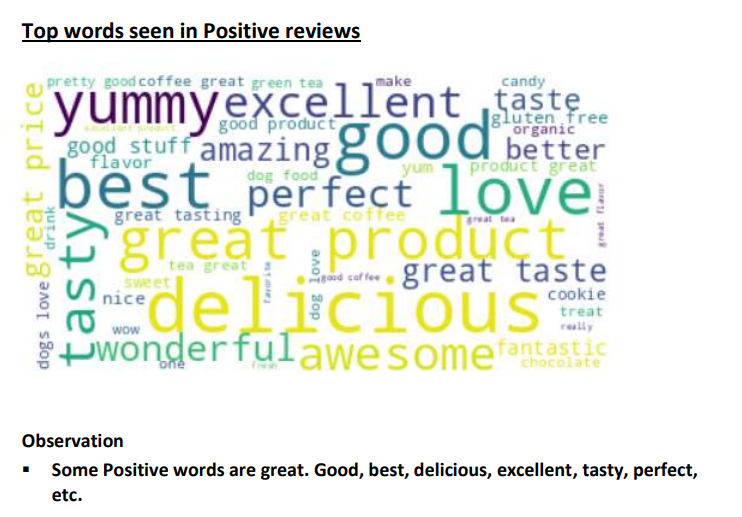 Top words seen in Positive reviews
pretty good coffee great green tea make candy
yummy excellent taste
great price
excellent product good product good gluten free
organic
good stuff amazing better
flavor yum product great
best dog food perfect love
great tasting great coffee great tea great flavor
drink
tasty great product
tea great favorite dog love good coffee great taste
sweet
dogs love nice delicious cookie
treat
wow really
wonderful awesome fantastic
one fresh chocolate
Observation
▪ Some Positive words are great. Good, best, delicious, excellent, tasty, perfect,
etc.